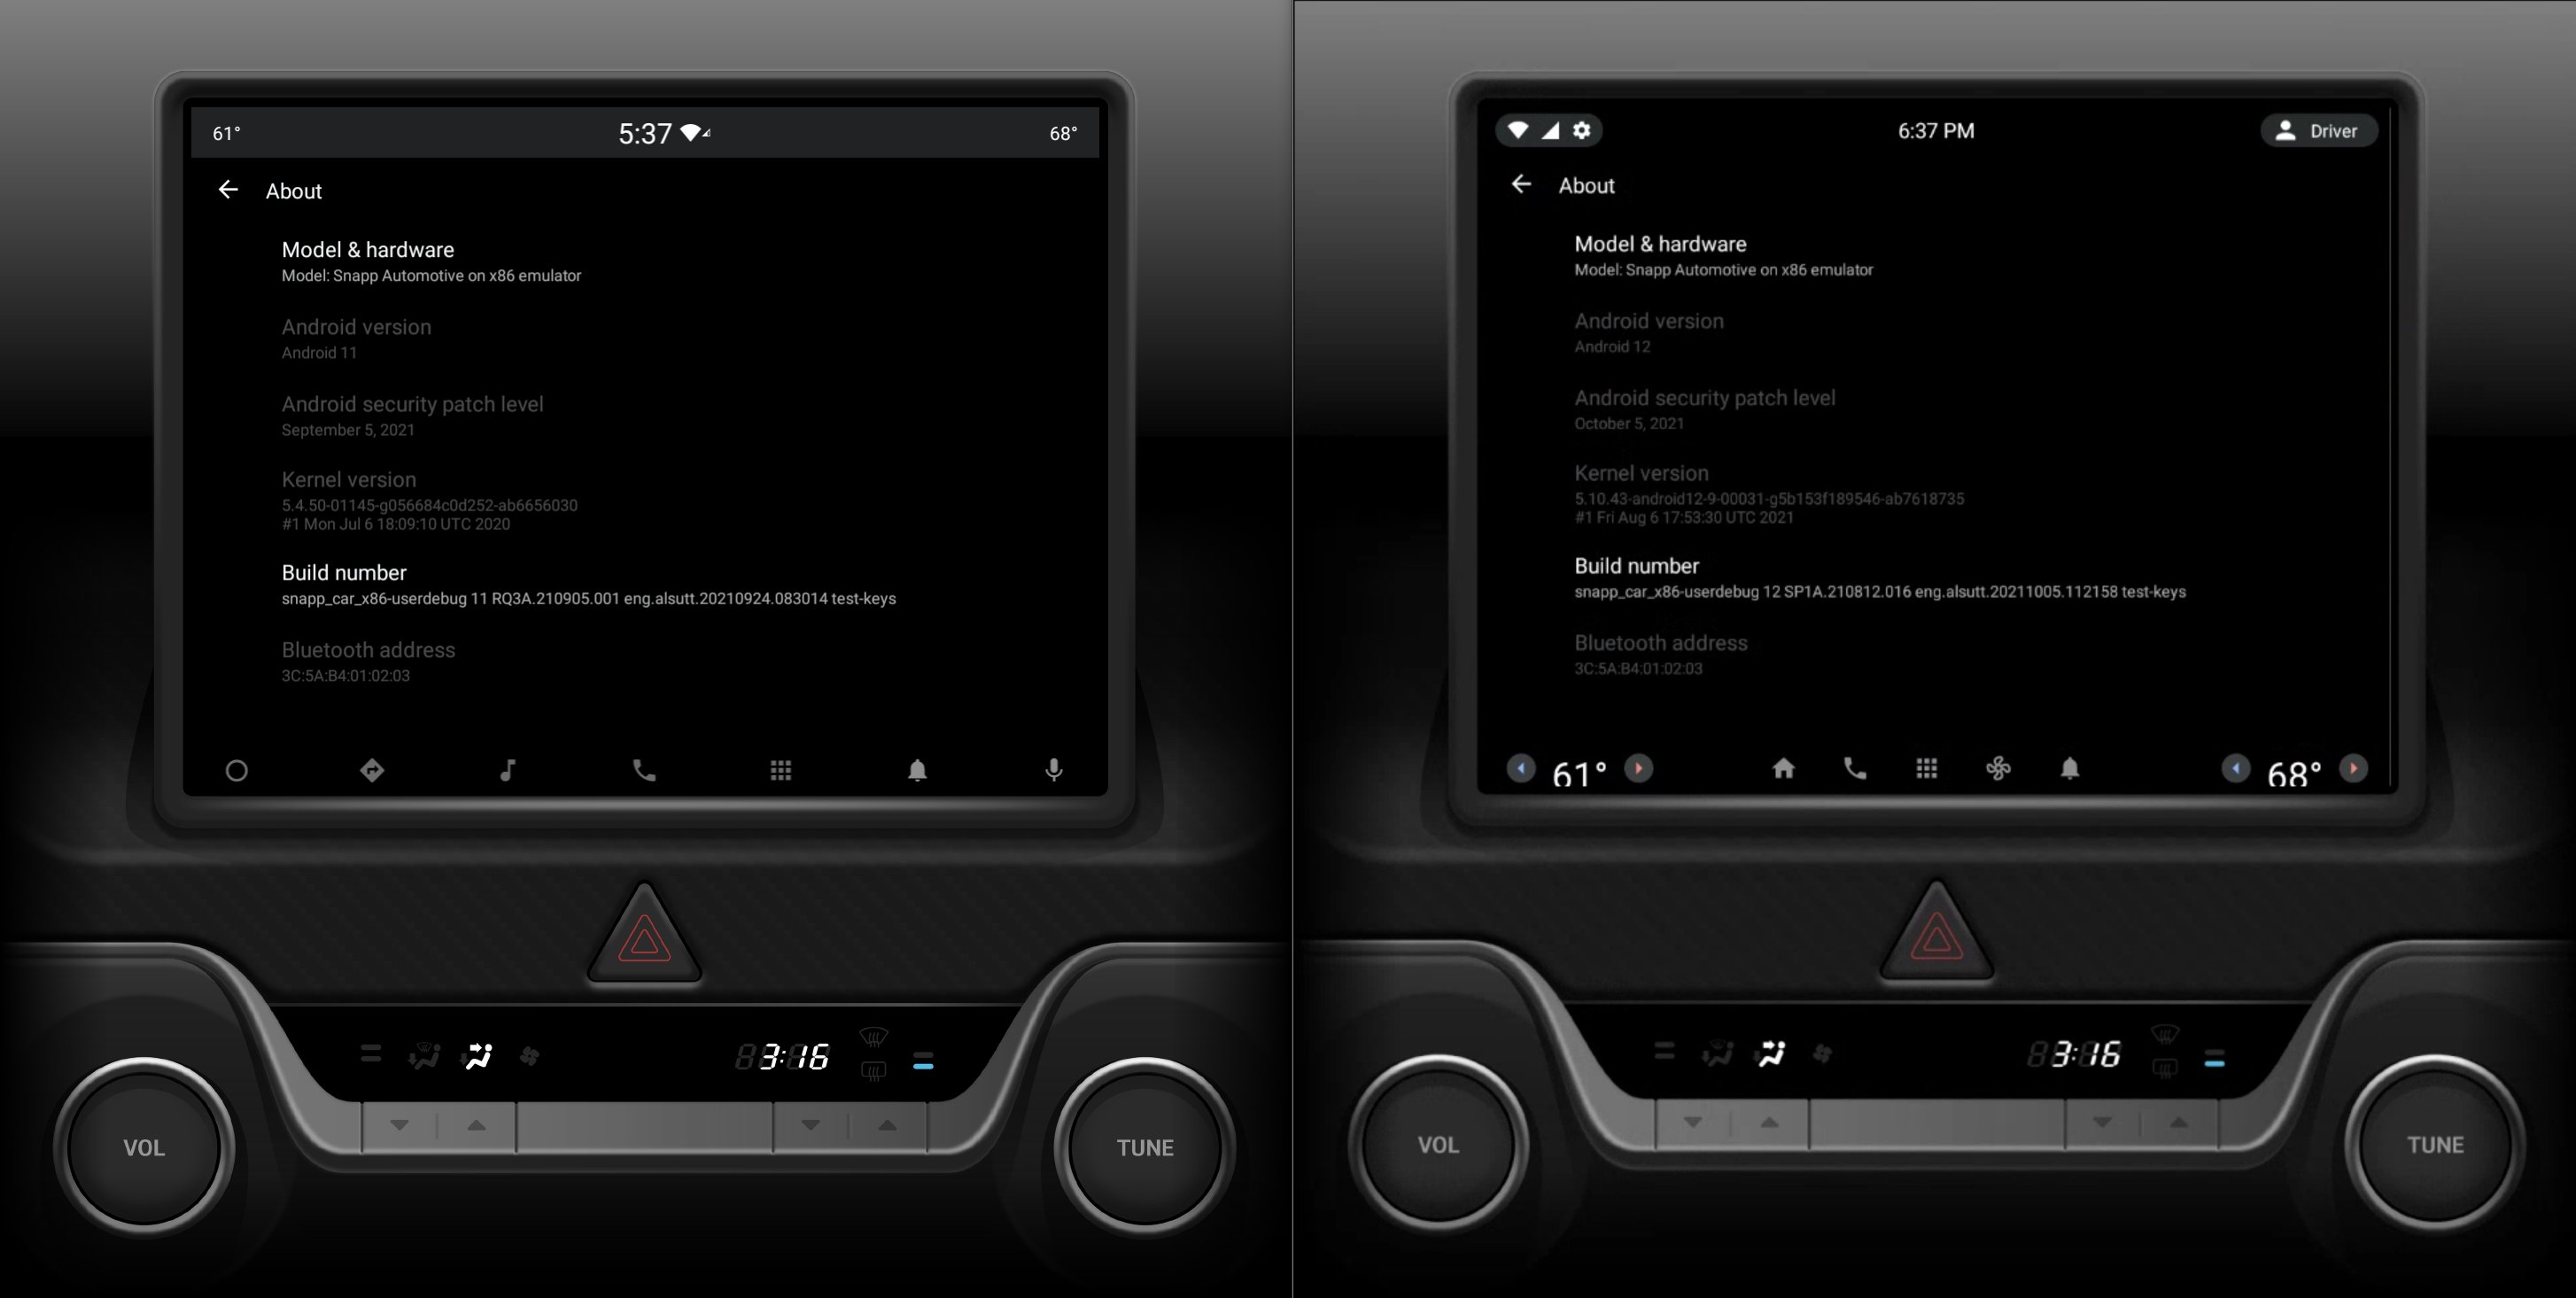 61°
5:37
68°
About
Model & hardware
Model: Snapp Automotive on x86 emulator
Android version
Android 11
Android security patch level
September 5, 2021
Kernel version
5.4.50-01145-g056684c0d252-ab6656030
#1 Mon Jul 6 18:09:10 UTC 2020
Build number
snapp_car_x86-userdebug 11 RQ3A.210905.001 eng.alsutt.20210924.083014 test-keys
Bluetooth address
3C:5A:B4:01:02:03
3:16
VOL
TUNE
6:37 PM
Driver
About
Model & hardware
Model: Snapp Automotive on x86 emulator
Android version
Android 12
Android security patch level
October 5, 2021
Kernel version
5.10.43-android12-9-00031-g5b153f189546-ab7618735
#1 Fri Aug 6 17:53:30 UTC 2021
Build number
snapp_car_x86-userdebug 12 SP1A.210812.016 eng.alsutt.20211005.112158 test-keys
Bluetooth address
3C:5A:B4:01:02:03
61°
68°
3:16
VOL
TUNE